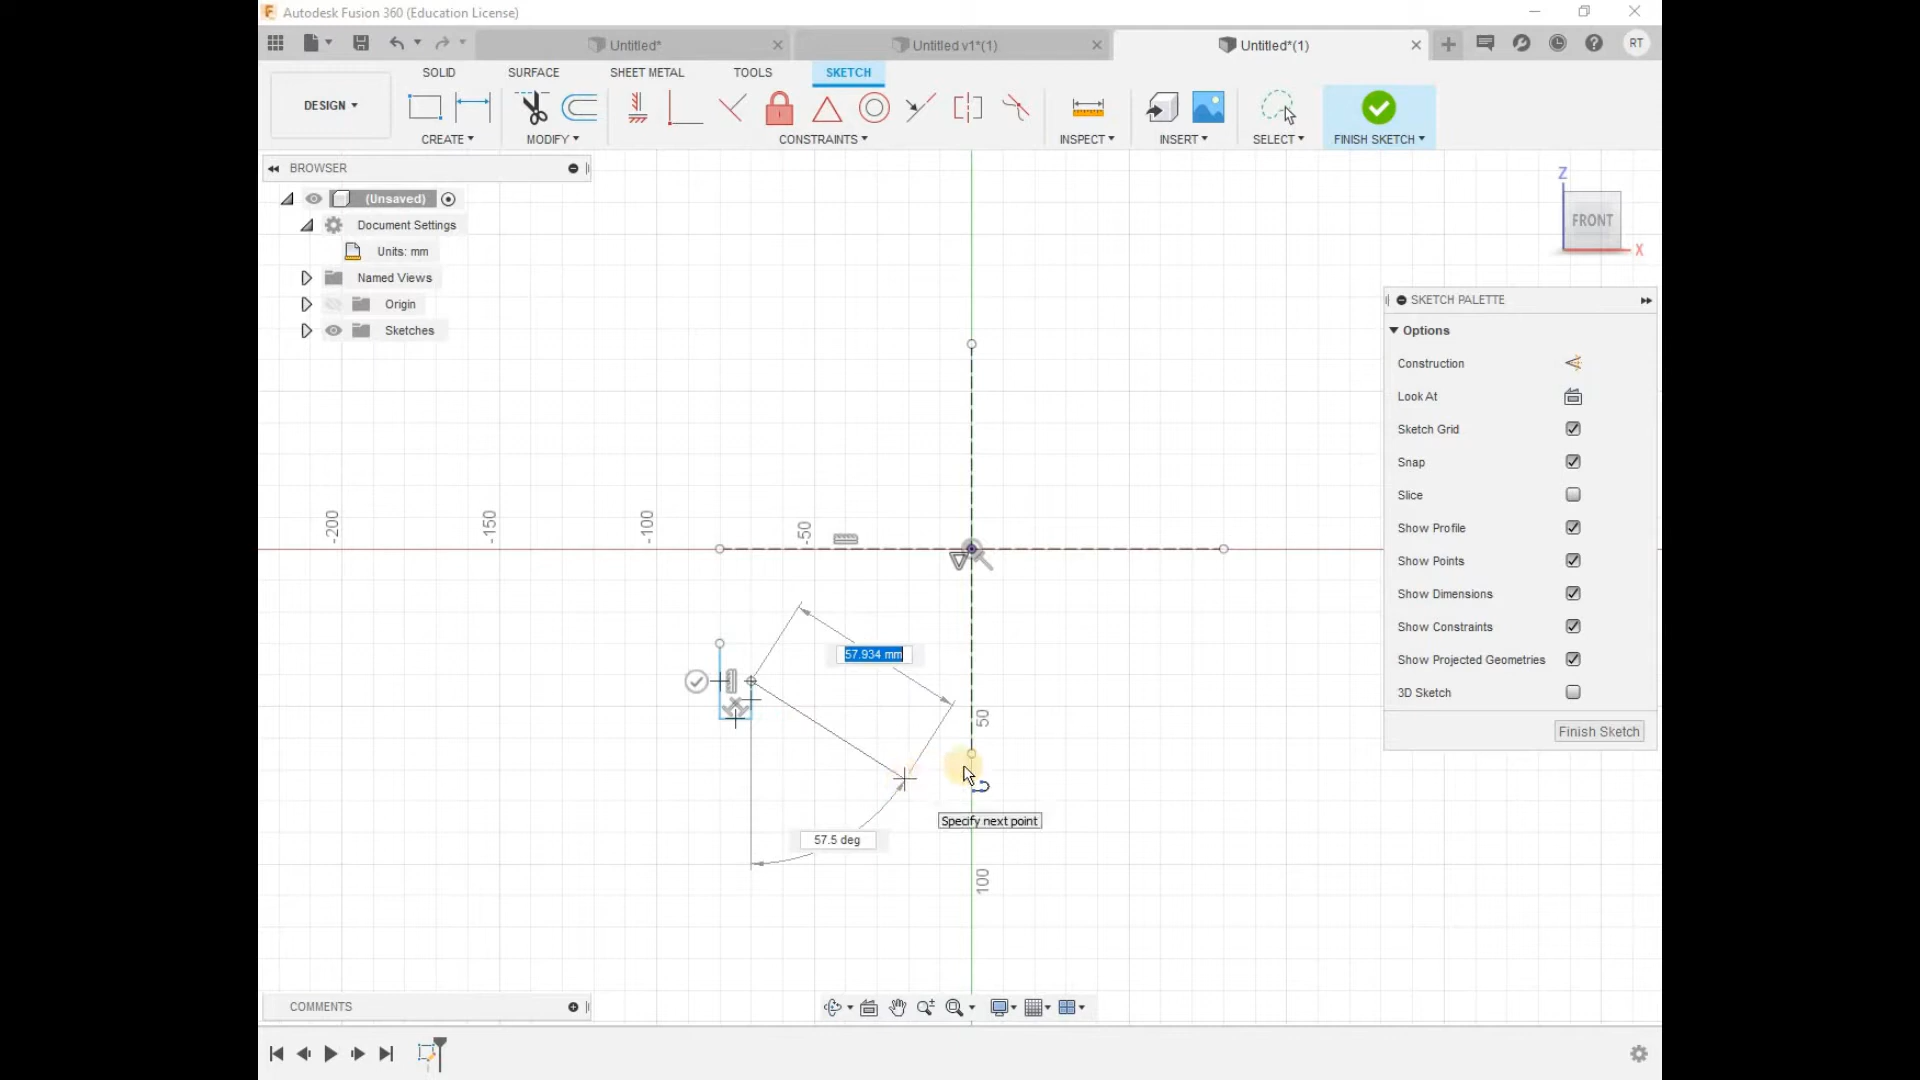 Autodesk Fusion 360 (Education License)
Untitled*
Untitled v1*(1)
Untitled*(1)
RT
SOLID
SURFACE
SHEET METAL
TOOLS
SKETCH
DESIGN
CREATE
MODIFY
CONSTRAINTS
INSPECT
INSERT
SELECT
FINISH SKETCH
BROWSER
(Unsaved)
Document Settings
Units: mm
Named Views
Origin
Sketches
Z
FRONT
X
SKETCH PALETTE
Options
Construction
Look At
Sketch Grid
Snap
Slice
Show Profile
Show Points
Show Dimensions
Show Constraints
Show Projected Geometries
3D Sketch
Finish Sketch
-200
-150
-100
-50
57.934 mm
50
Specify next point
57.5 deg
100
COMMENTS